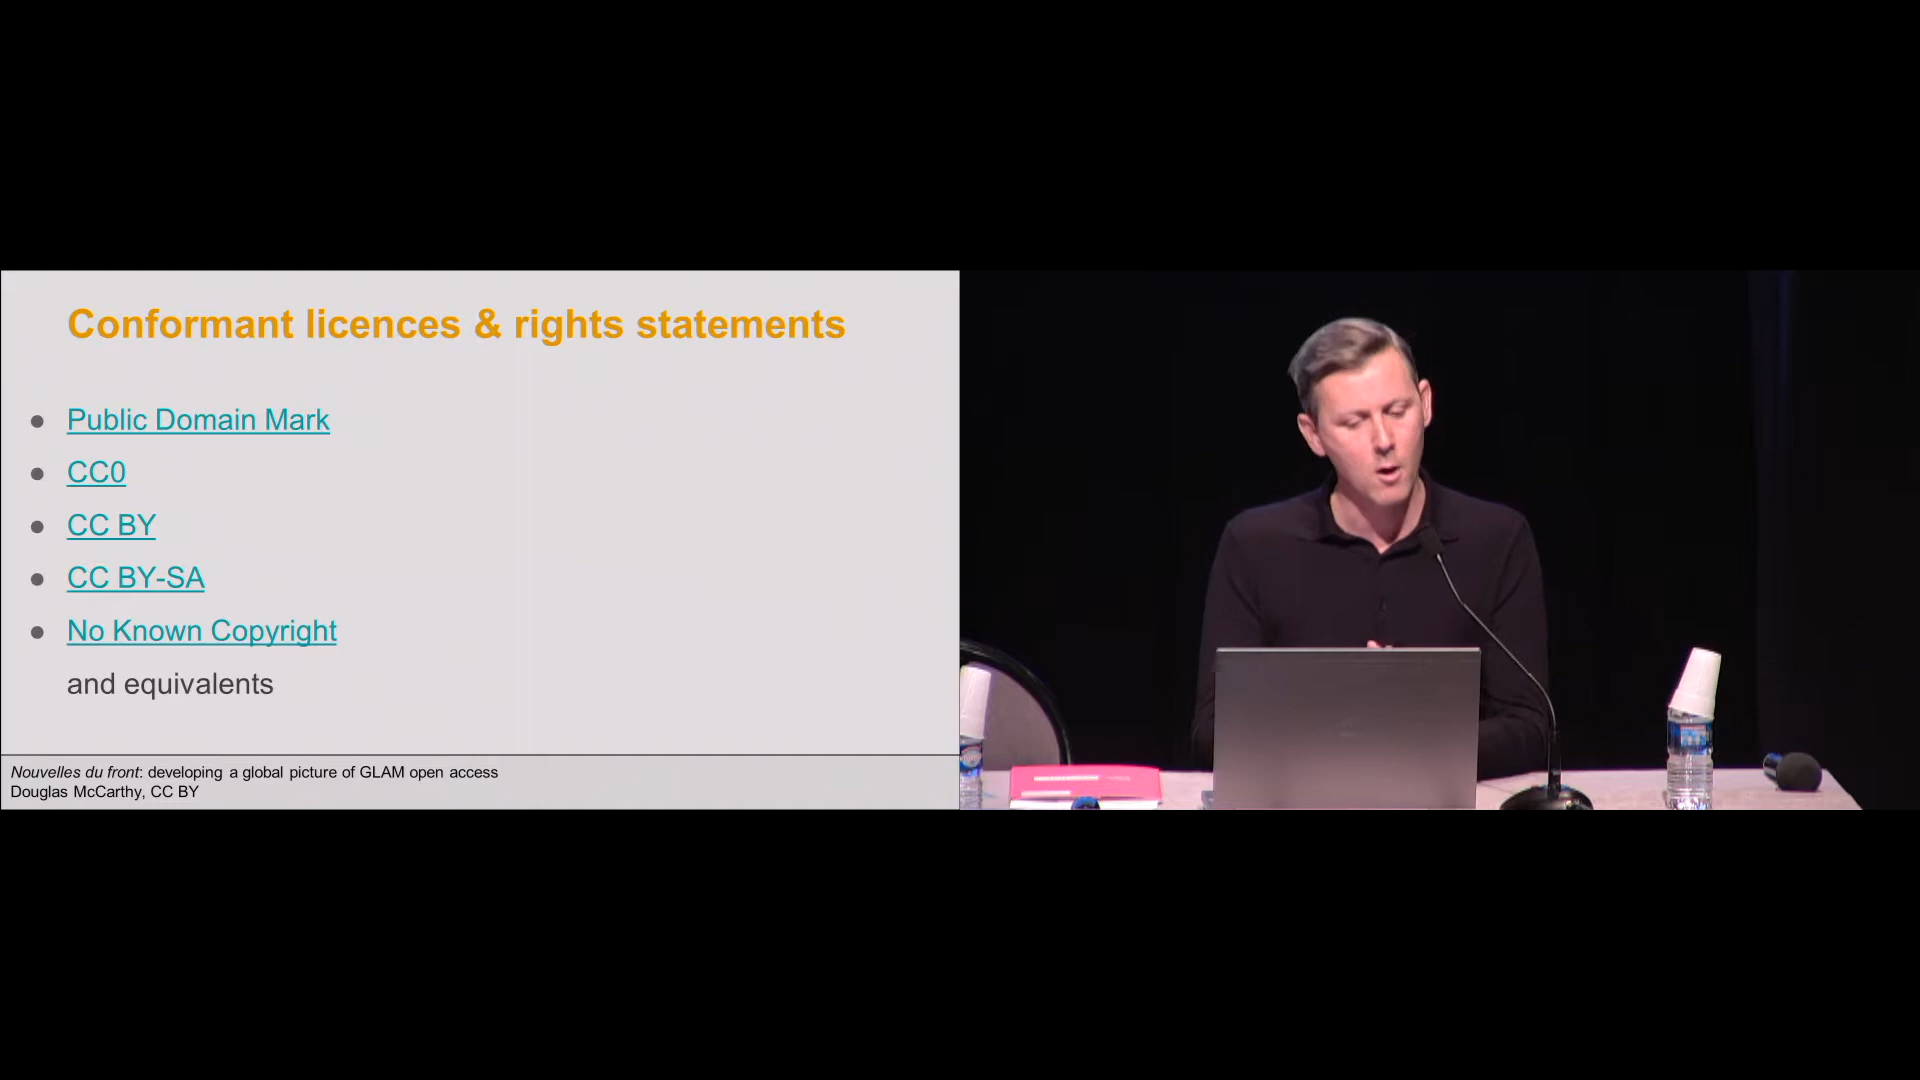 Conformant licences & rights statements
● Public Domain Mark
● CC0
● CC BY
● CC BY-SA
● No Known Copyright
and equivalents
Nouvelles du front: developing a global picture of GLAM open access
Douglas McCarthy, CC BY